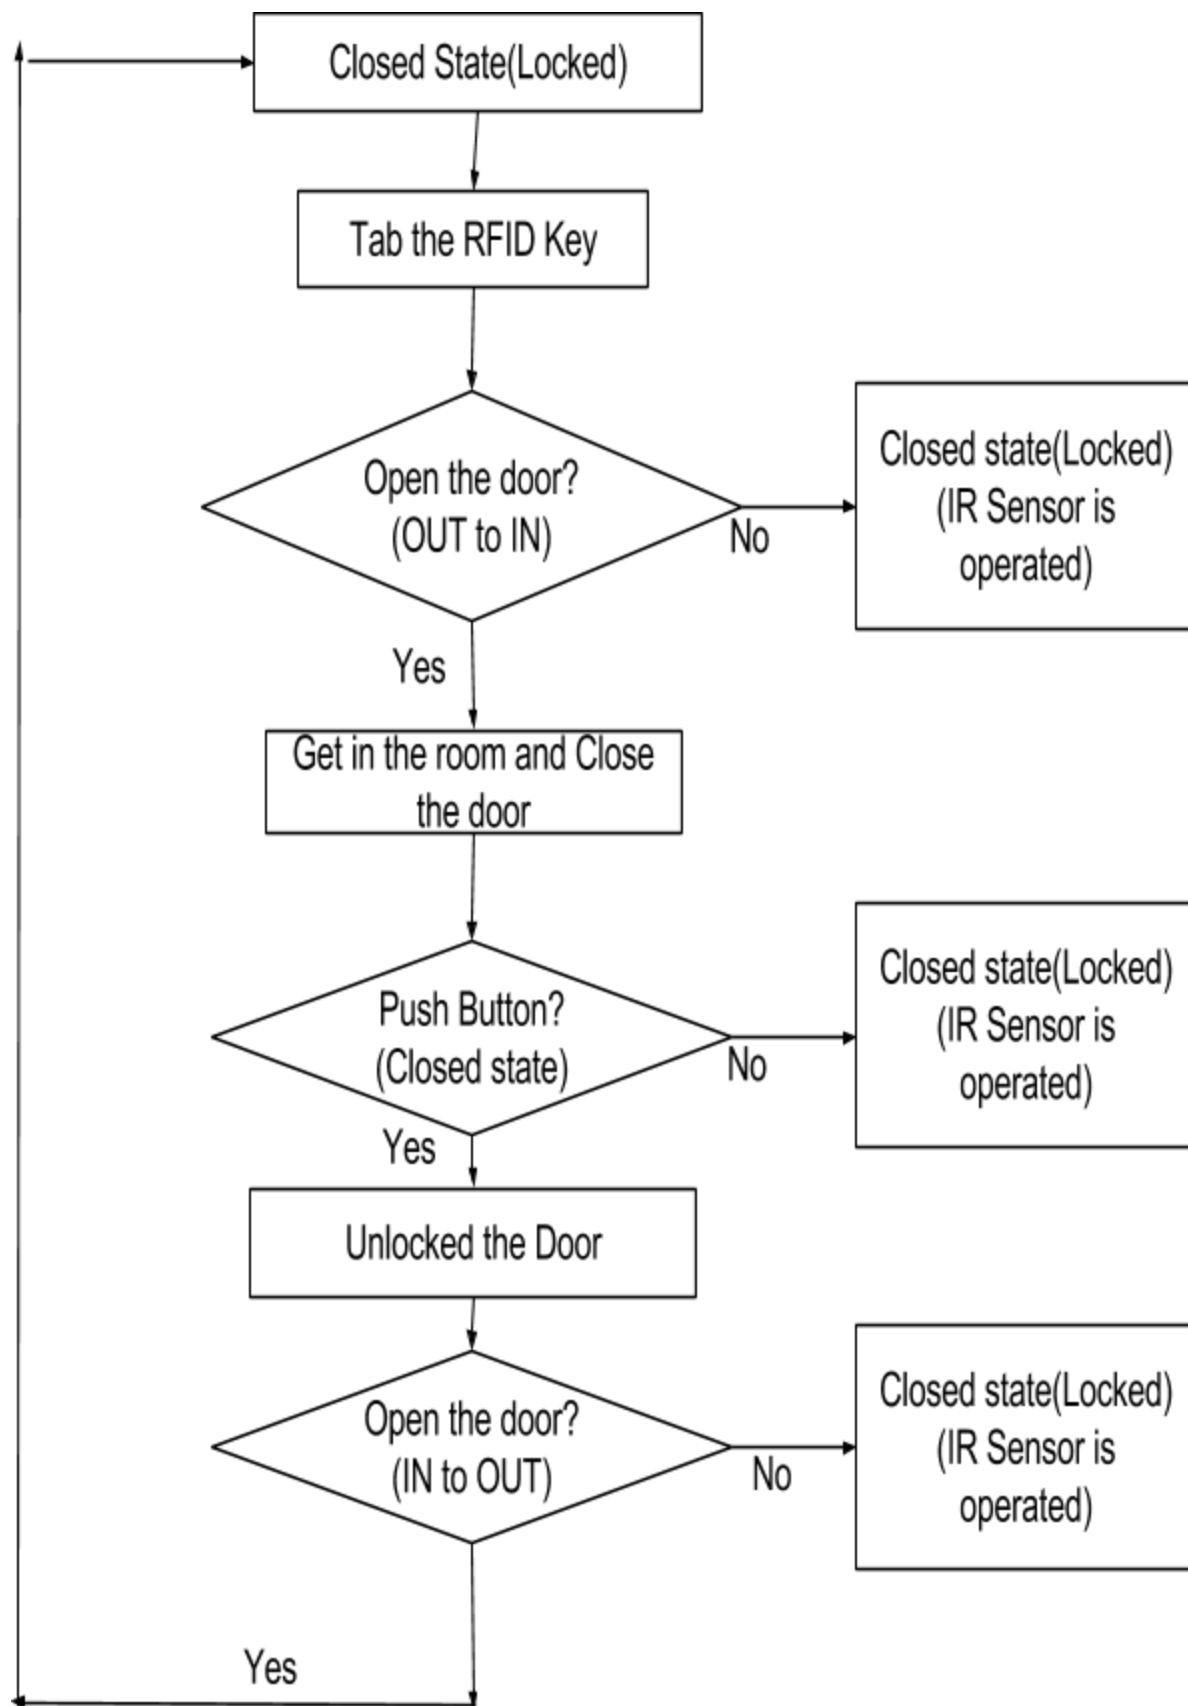 Closed State(Locked)
Tab the RFID Key
Open the door?
(OUT to IN)
No
Closed state(Locked)
(IR Sensor is
operated)
Yes
Get in the room and Close
the door
Push Button?
(Closed state)
No
Closed state(Locked)
(IR Sensor is
operated)
Yes
Unlocked the Door
Open the door?
(IN to OUT)
No
Closed state(Locked)
(IR Sensor is
operated)
Yes